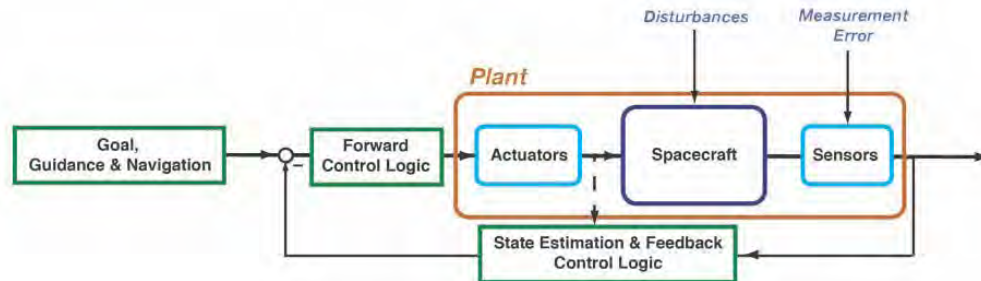 Disturbances
Measurement
Error
Plant
Goal,
Guidance & Navigation
Forward
Control Logic
Actuators
Spacecraft
Sensors
State Estimation & Feedback
Control Logic